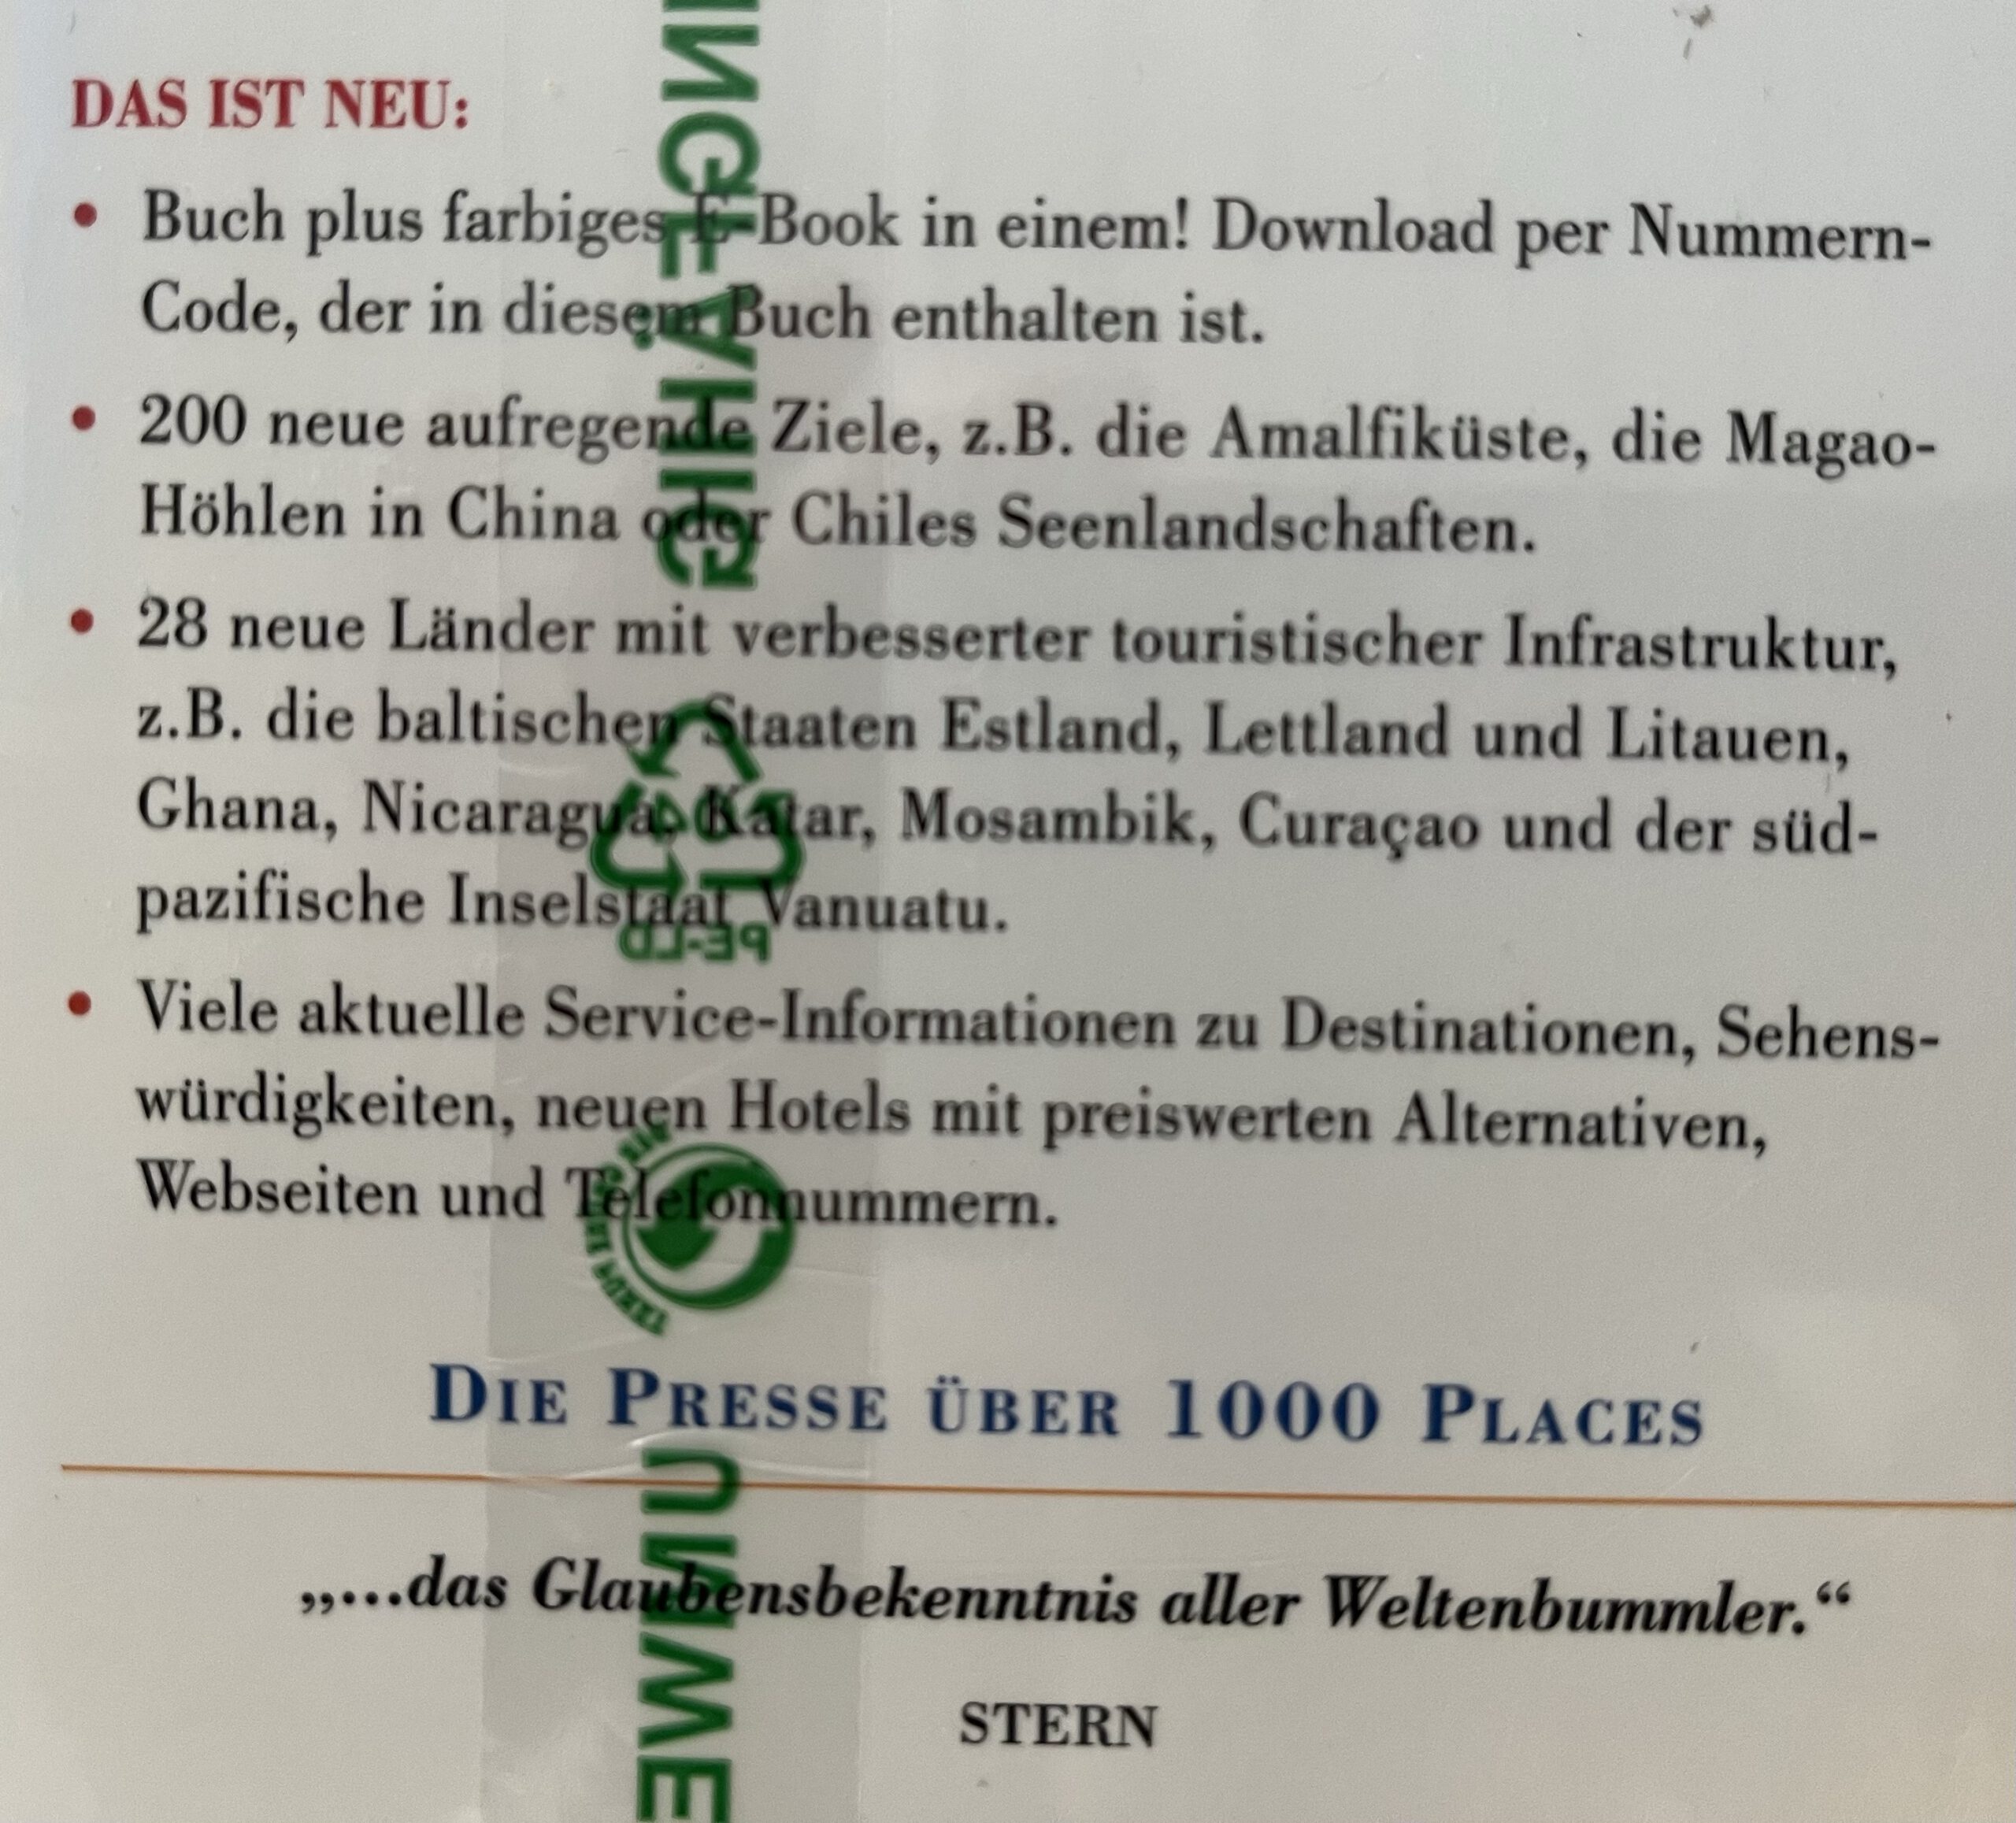 DAS IST NEU:
• Buch plus farbiges E-Book in einem! Download per Nummern-
Code, der in diesem Buch enthalten ist.
• 200 neue aufregende Ziele, z.B. die Amalfiküste, die Magao-
Höhlen in China oder Chiles Seenlandschaften.
• 28 neue Länder mit verbesserter touristischer Infrastruktur,
z.B. die baltischen Staaten Estland, Lettland und Litauen,
Ghana, Nicaragua, Katar, Mosambik, Curaçao und der süd-
pazifische Inselstaat Vanuatu.
PE-LD
• Viele aktuelle Service-Informationen zu Destinationen, Sehens-
würdigkeiten, neuen Hotels mit preiswerten Alternativen,
Webseiten und Telefonnummern.
DIE PRESSE ÜBER 1000 PLACES
„...das Glaubensbekenntnis aller Weltenbummler.“
STERN